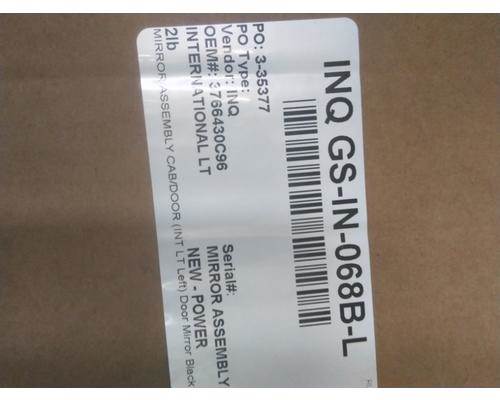 INQ GS-IN-068B-L
PO: 3-35377
PO Type:
Vendor: INQ
OEM#: 3766430C96
INTERNATIONAL LT
2lb
Serial#:
MIRROR ASSEMBLY
NEW - POWER
MIRROR ASSEMBLY CAB/DOOR (INT LT Left) Door Mirror Black